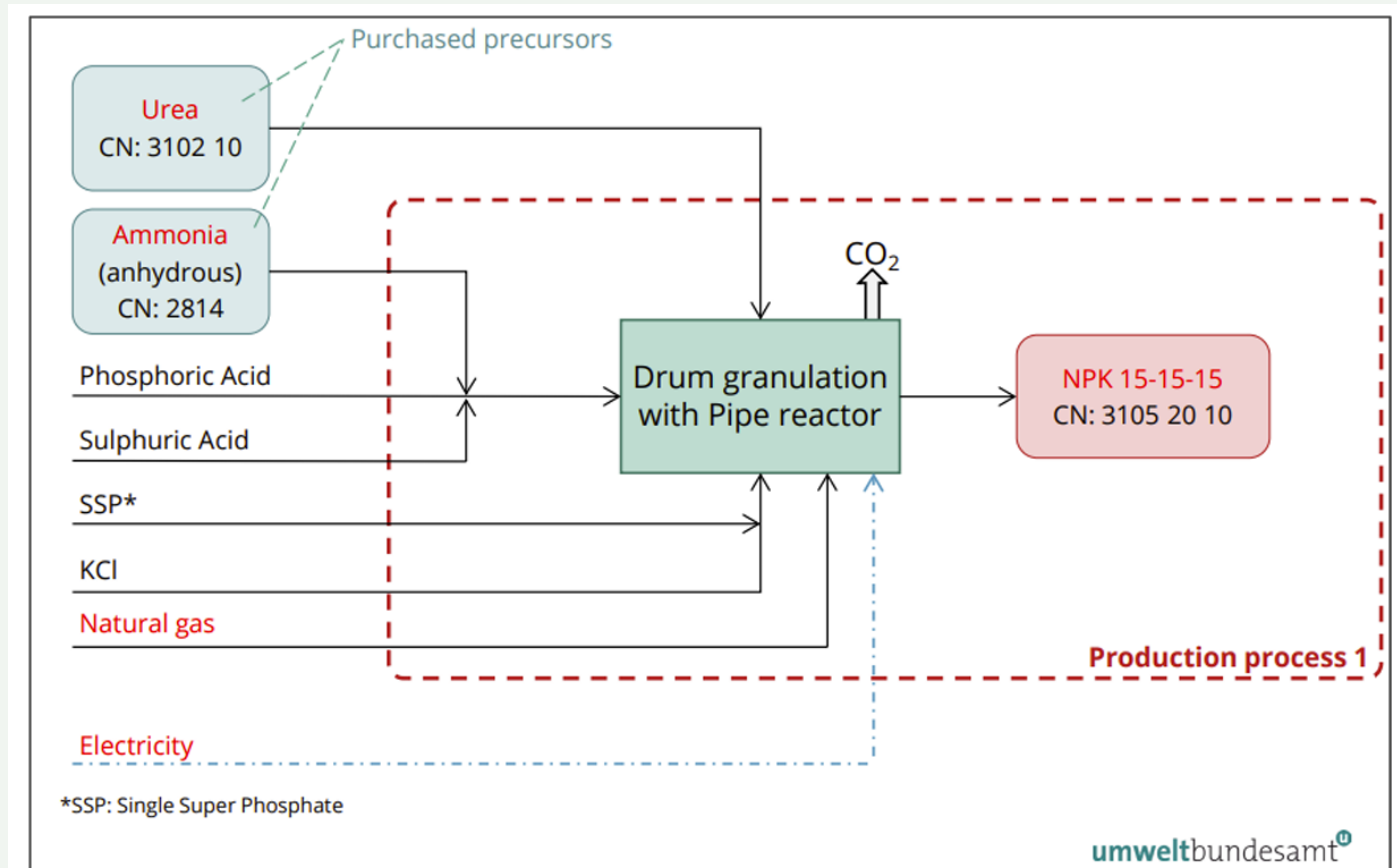 Purchased precursors
Urea
CN: 3102 10
Ammonia
(anhydrous)
CN: 2814
CO₂
Phosphoric Acid
Drum granulation
with Pipe reactor
NPK 15-15-15
CN: 3105 20 10
Sulphuric Acid
SSP*
KCl
Natural gas
Production process 1
Electricity
*SSP: Single Super Phosphate
umweltbundesamt u